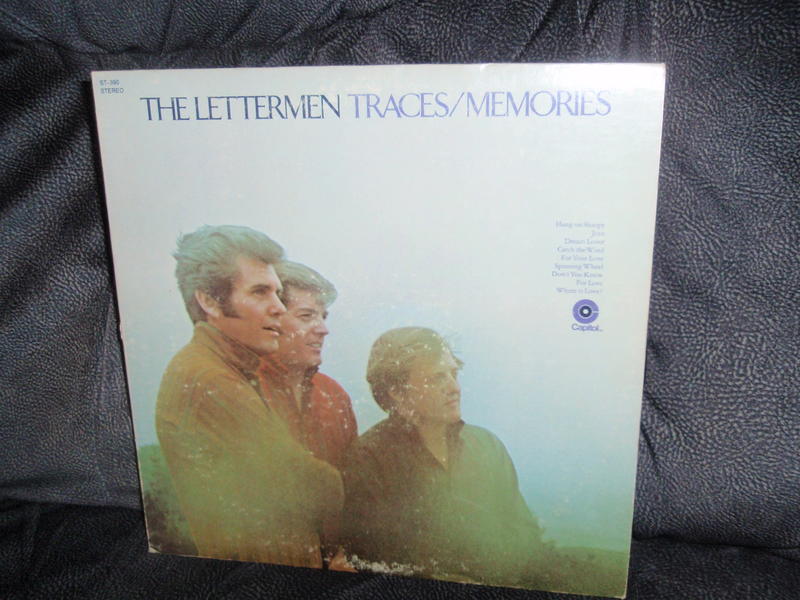 ST-390
STEREO
THE LETTERMEN TRACES/MEMORIES
Hang on Sloopy
Jean
Dream Lover
Catch the Wind
For Your Love
Spinning Wheel
Don't You Know
For Love
Where is Love?
Capitol